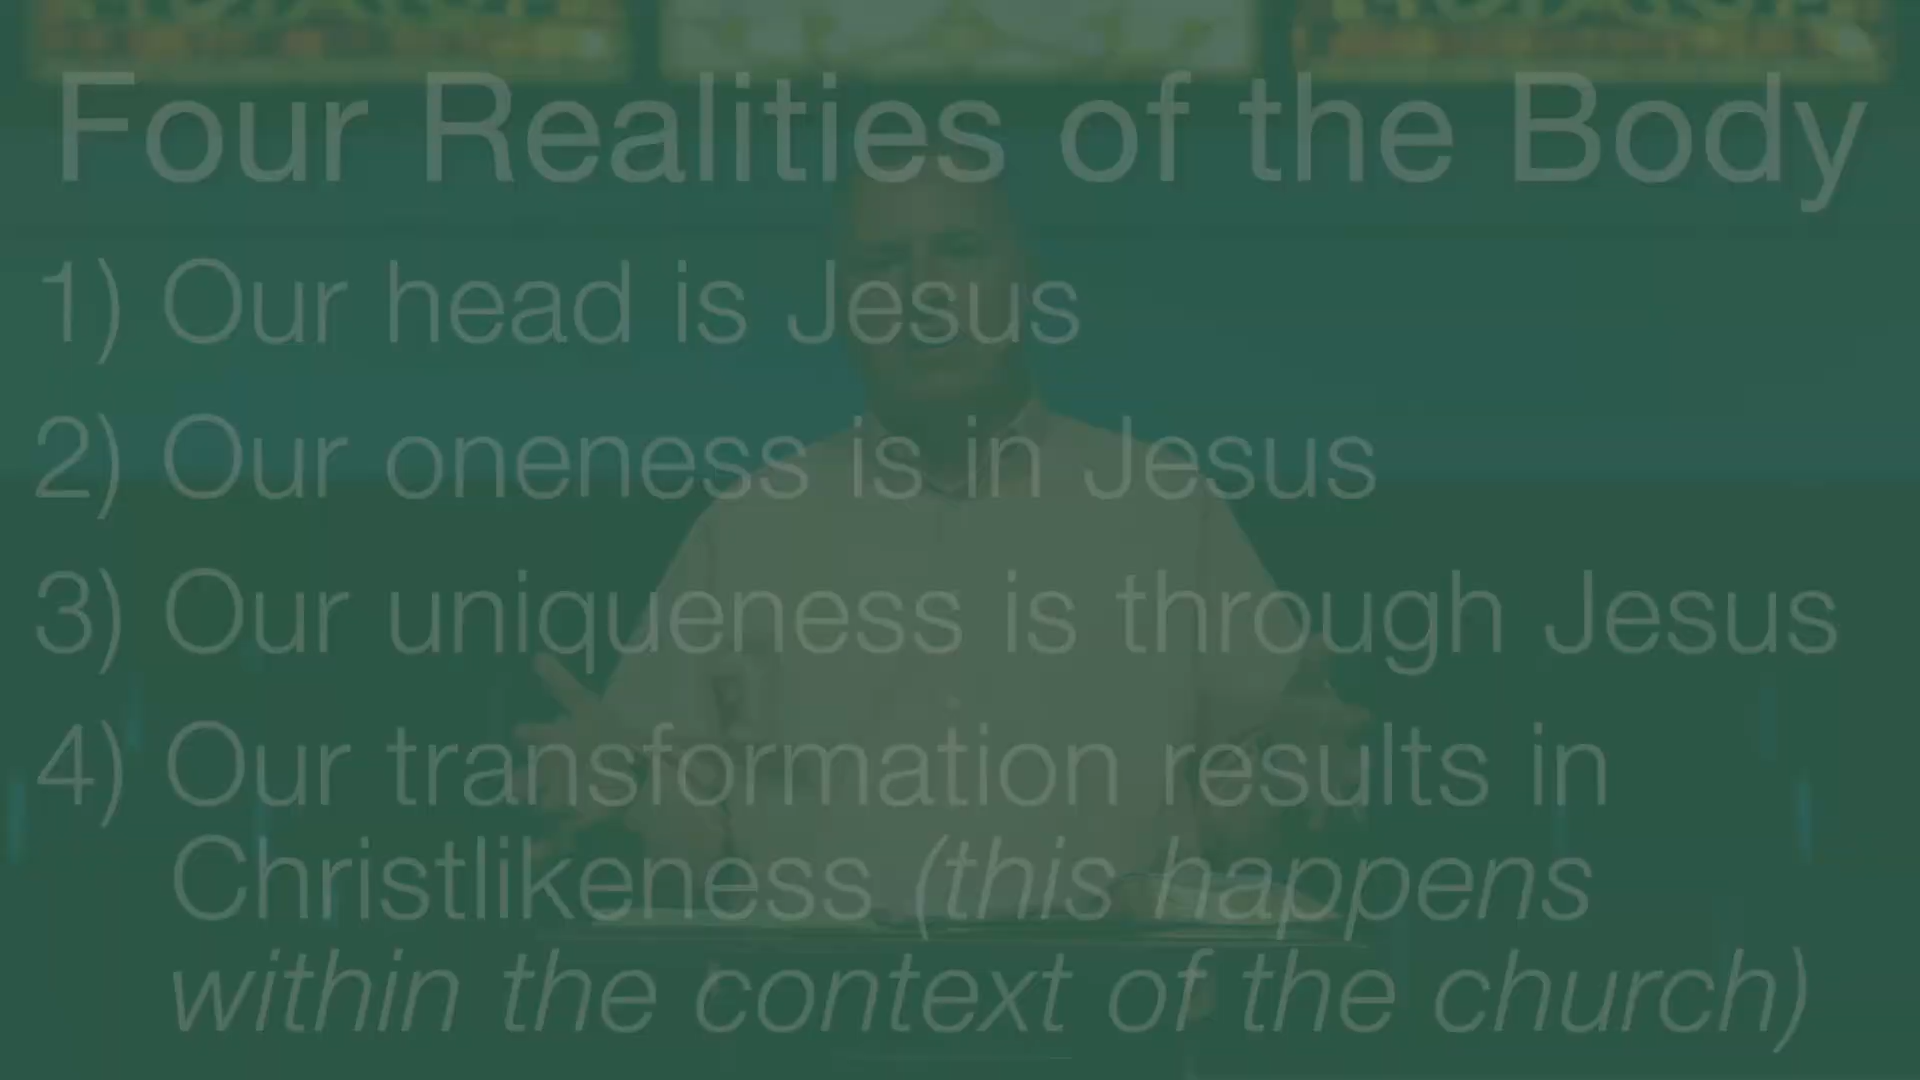 Four Realities of the Body
1) Our head is Jesus
2) Our oneness is in Jesus
3) Our uniqueness is through Jesus
4) Our transformation results in
Christlikeness (this happens
within the context of the church)